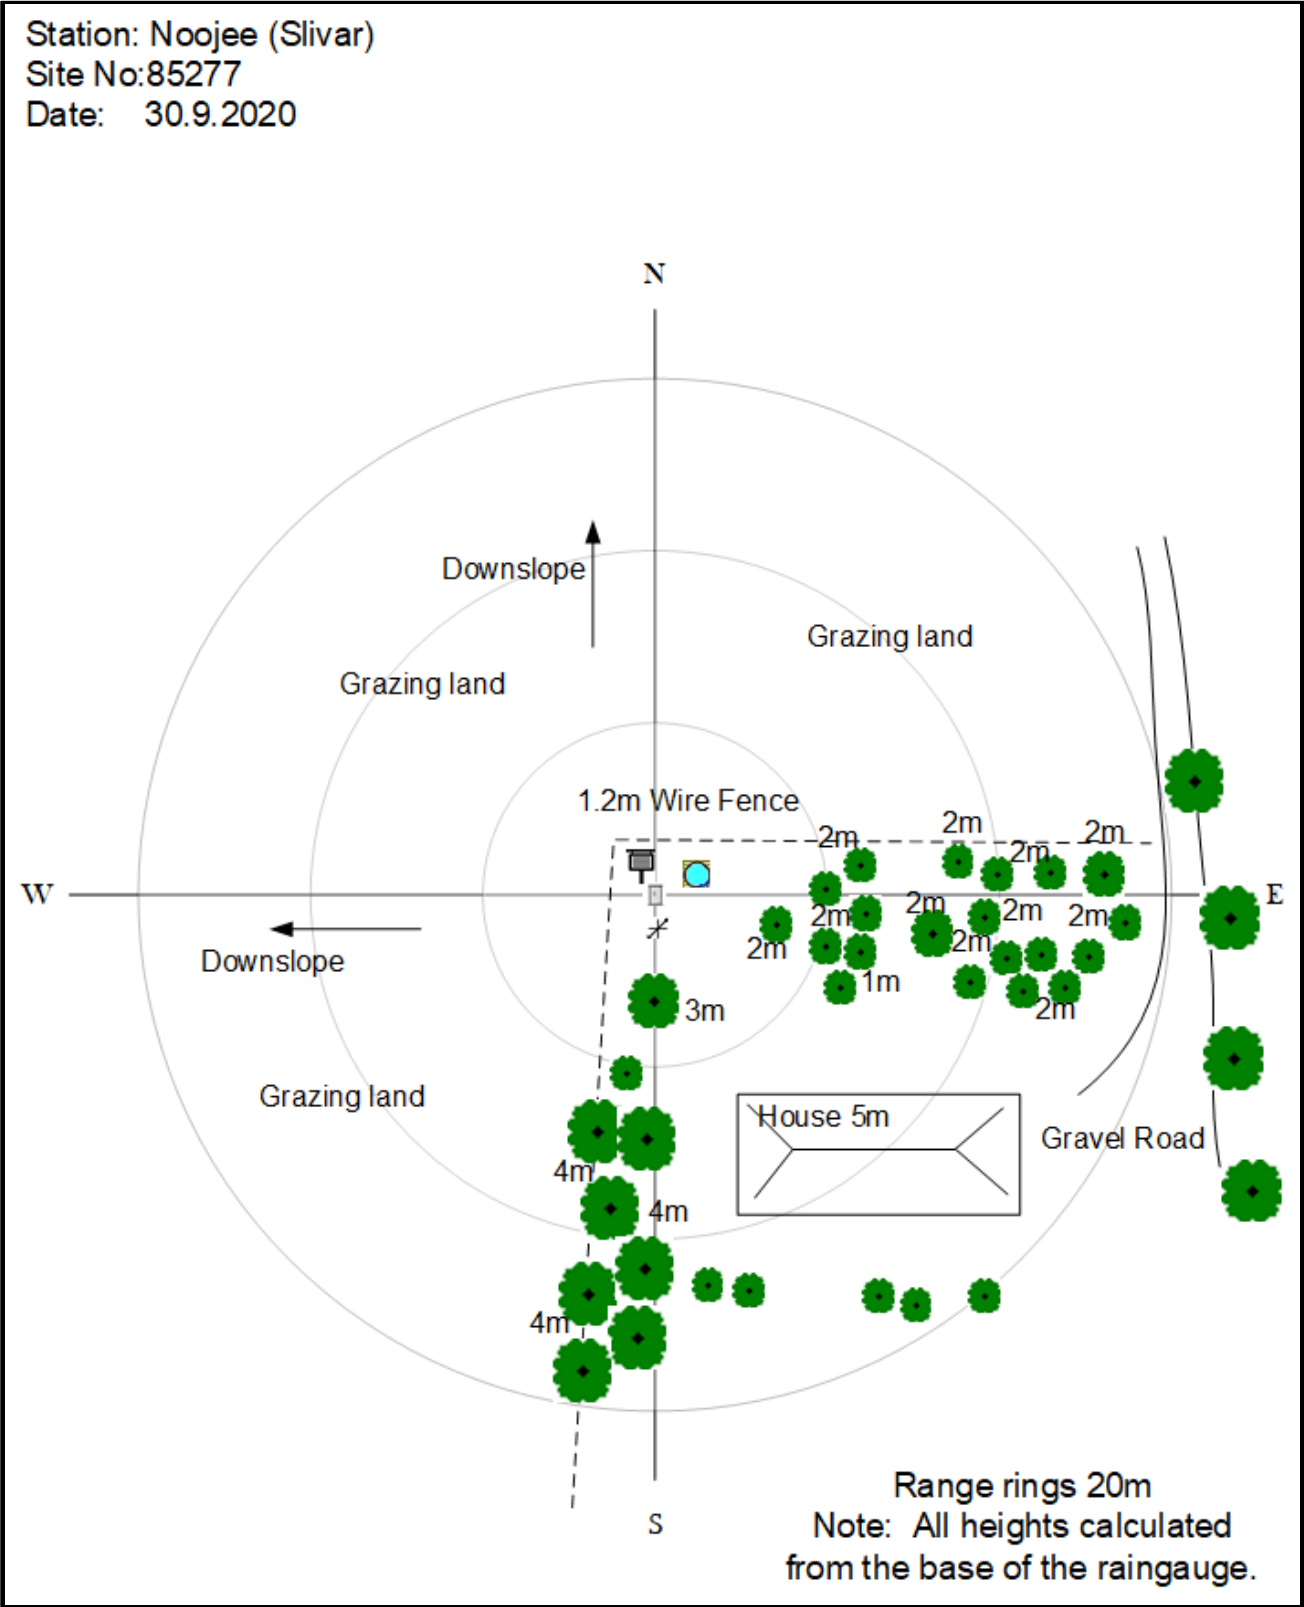 Station: Noojee (Slivar)
Site No:85277
Date: 30.9.2020
N
Downslope
Grazing land
Grazing land
1.2m Wire Fence
2m
2m
2m
2m
W
E
2m
2m
2m
2m
2m
2m
Downslope
1m
2m
3m
Grazing land
House 5m
Gravel Road
4m
4m
4m
S
Range rings 20m
Note: All heights calculated
from the base of the raingauge.